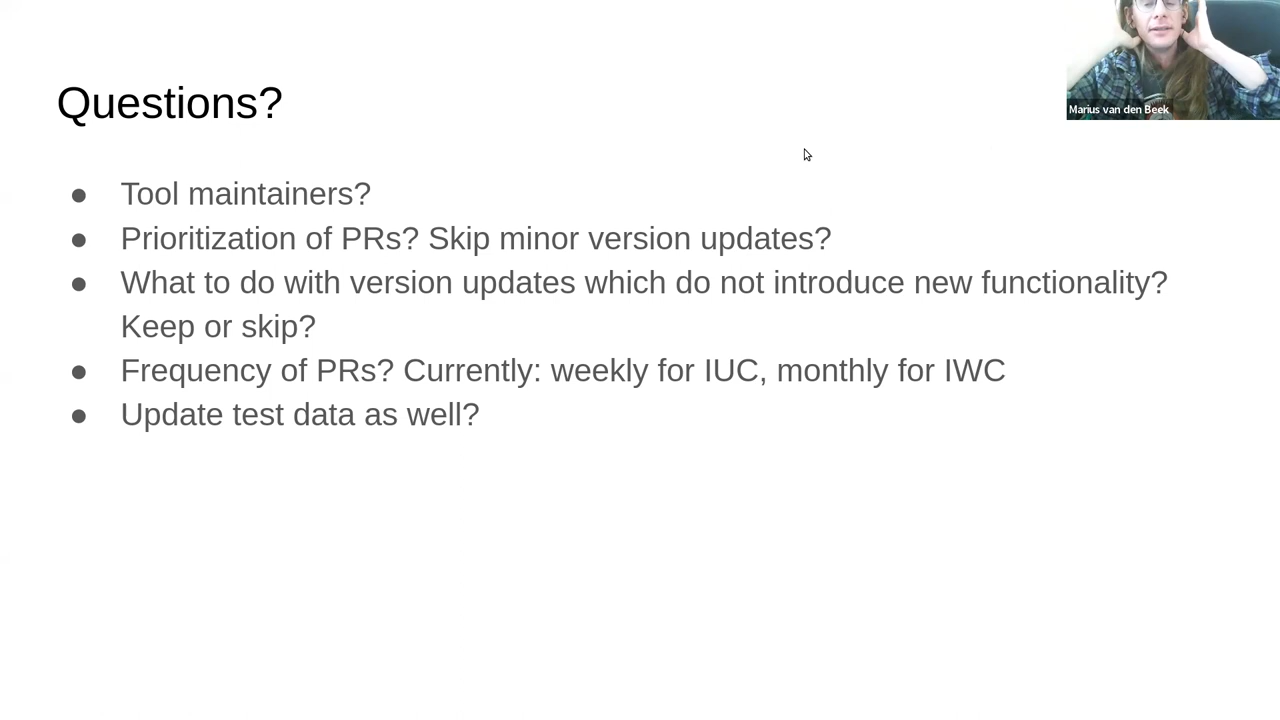 Questions?
Marius van den Beek
● Tool maintainers?
● Prioritization of PRs? Skip minor version updates?
● What to do with version updates which do not introduce new functionality?
Keep or skip?
● Frequency of PRs? Currently: weekly for IUC, monthly for IWC
● Update test data as well?